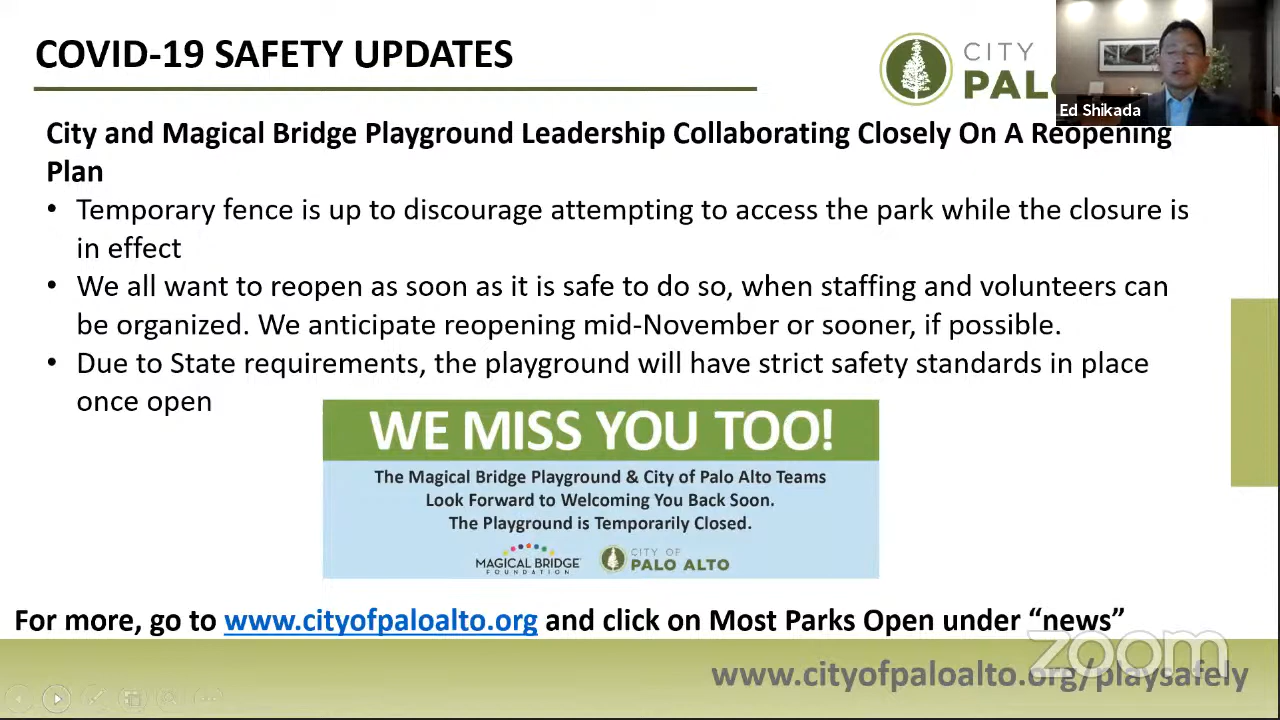 COVID-19 SAFETY UPDATES
CITY
PALO
Ed Shikada
City and Magical Bridge Playground Leadership Collaborating Closely On A Reopening
Plan
• Temporary fence is up to discourage attempting to access the park while the closure is
in effect
• We all want to reopen as soon as it is safe to do so, when staffing and volunteers can
be organized. We anticipate reopening mid-November or sooner, if possible.
• Due to State requirements, the playground will have strict safety standards in place
once open
WE MISS YOU TOO!
The Magical Bridge Playground & City of Palo Alto Teams
Look Forward to Welcoming You Back Soon.
The Playground is Temporarily Closed.
MAGICAL BRIDGE
FOUNDATION
CITY OF
PALO ALTO
For more, go to www.cityofpaloalto.org and click on Most Parks Open under “news”
zoom
www.cityofpaloalto.org/playsafely